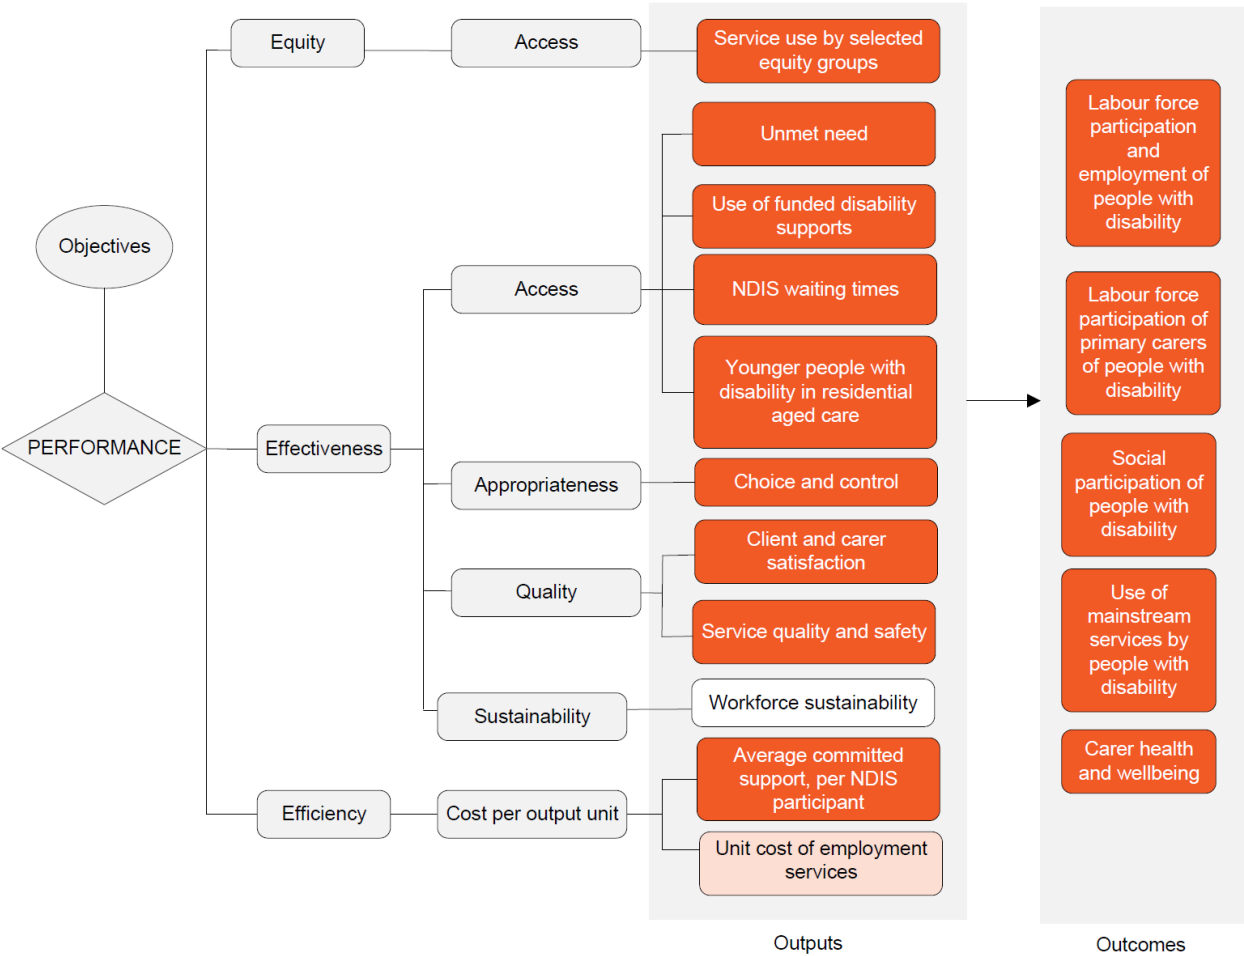 Equity
Access
Service use by selected
equity groups
Objectives
PERFORMANCE
Effectiveness
Access
Unmet need
Use of funded disability
supports
NDIS waiting times
Younger people with
disability in residential
aged care
Appropriateness
Choice and control
Quality
Client and carer
satisfaction
Service quality and safety
Sustainability
Workforce sustainability
Efficiency
Cost per output unit
Average committed
support, per NDIS
participant
Unit cost of employment
services
Outputs
Labour force
participation
and
employment of
people with
disability
Labour force
participation of
primary carers
of people with
disability
Social
participation of
people with
disability
Use of
mainstream
services by
people with
disability
Carer health
and wellbeing
Outcomes